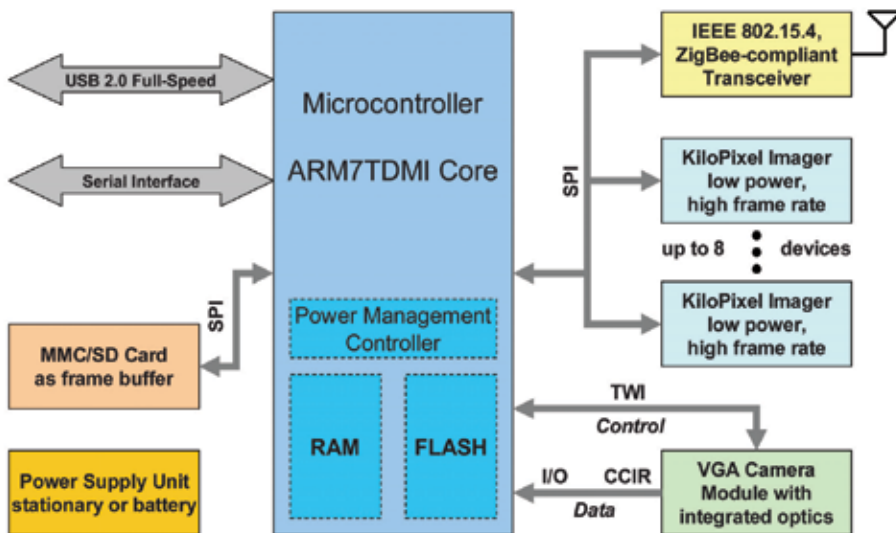 USB 2.0 Full-Speed
Serial Interface
SPI
MMC/SD Card
as frame buffer
Power Supply Unit
stationary or battery
Microcontroller
ARM7TDMI Core
Power Management
Controller
RAM
FLASH
SPI
IEEE 802.15.4,
ZigBee-compliant
Transceiver
KiloPixel Imager
low power,
high frame rate
up to 8 devices
KiloPixel Imager
low power,
high frame rate
TWI
Control
I/O CCIR
Data
VGA Camera
Module with
integrated optics